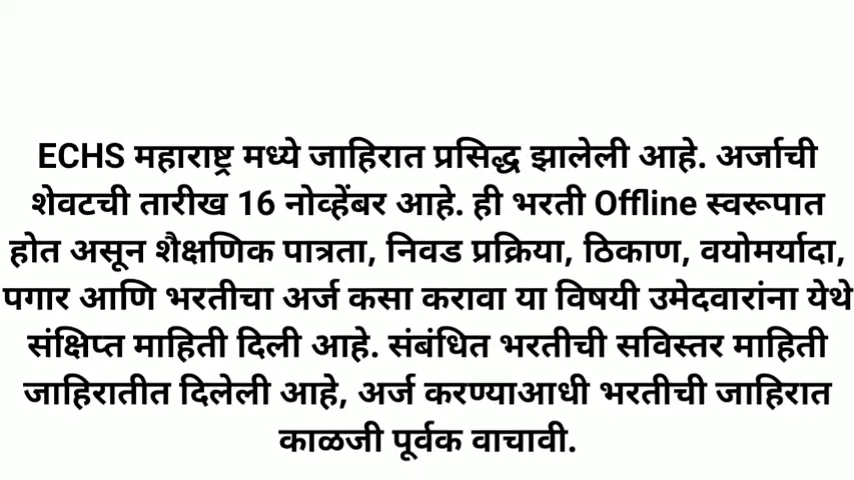 ECHS महाराष्ट्र मध्ये जाहिरात प्रसिद्ध झालेली आहे. अर्जाची
शेवटची तारीख 16 नोव्हेंबर आहे. ही भरती Offline स्वरूपात
होत असून शैक्षणिक पात्रता, निवड प्रक्रिया, ठिकाण, वयोमर्यादा,
पगार आणि भरतीचा अर्ज कसा करावा या विषयी उमेदवारांना येथे
संक्षिप्त माहिती दिली आहे. संबंधित भरतीची सविस्तर माहिती
जाहिरातीत दिलेली आहे, अर्ज करण्याआधी भरतीची जाहिरात
काळजी पूर्वक वाचावी.